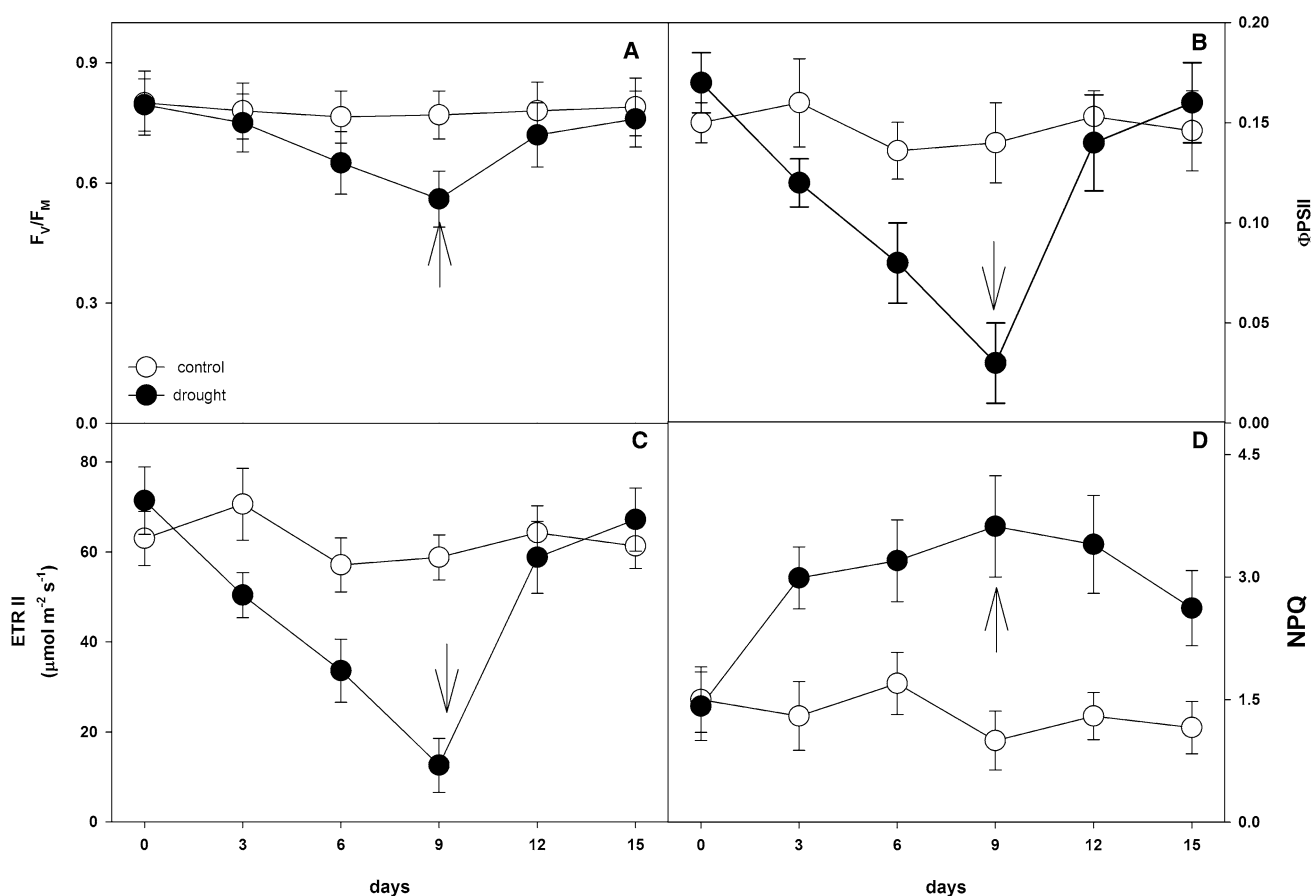 A
B
0.9
0.6
0.3
0.0
F_V/F_M
control
drought
0.20
0.15
0.10
0.05
0.00
ΦPSII
C
D
80
60
40
20
0
ETR II
(μmol m⁻² s⁻¹)
4.5
3.0
1.5
0.0
NPQ
0 3 6 9 12 15
0 3 6 9 12 15
days
days